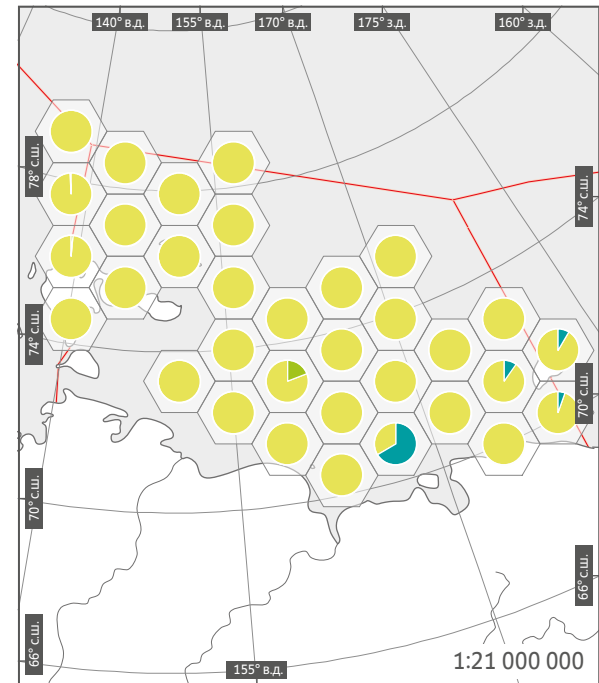 140° в.д.
155° в.д.
170° в.д.
175° з.д.
160° з.д.
78° с.ш.
74° с.ш.
74° с.ш.
70° с.ш.
70° с.ш.
66° с.ш.
66° с.ш.
155° в.д.
1:21 000 000